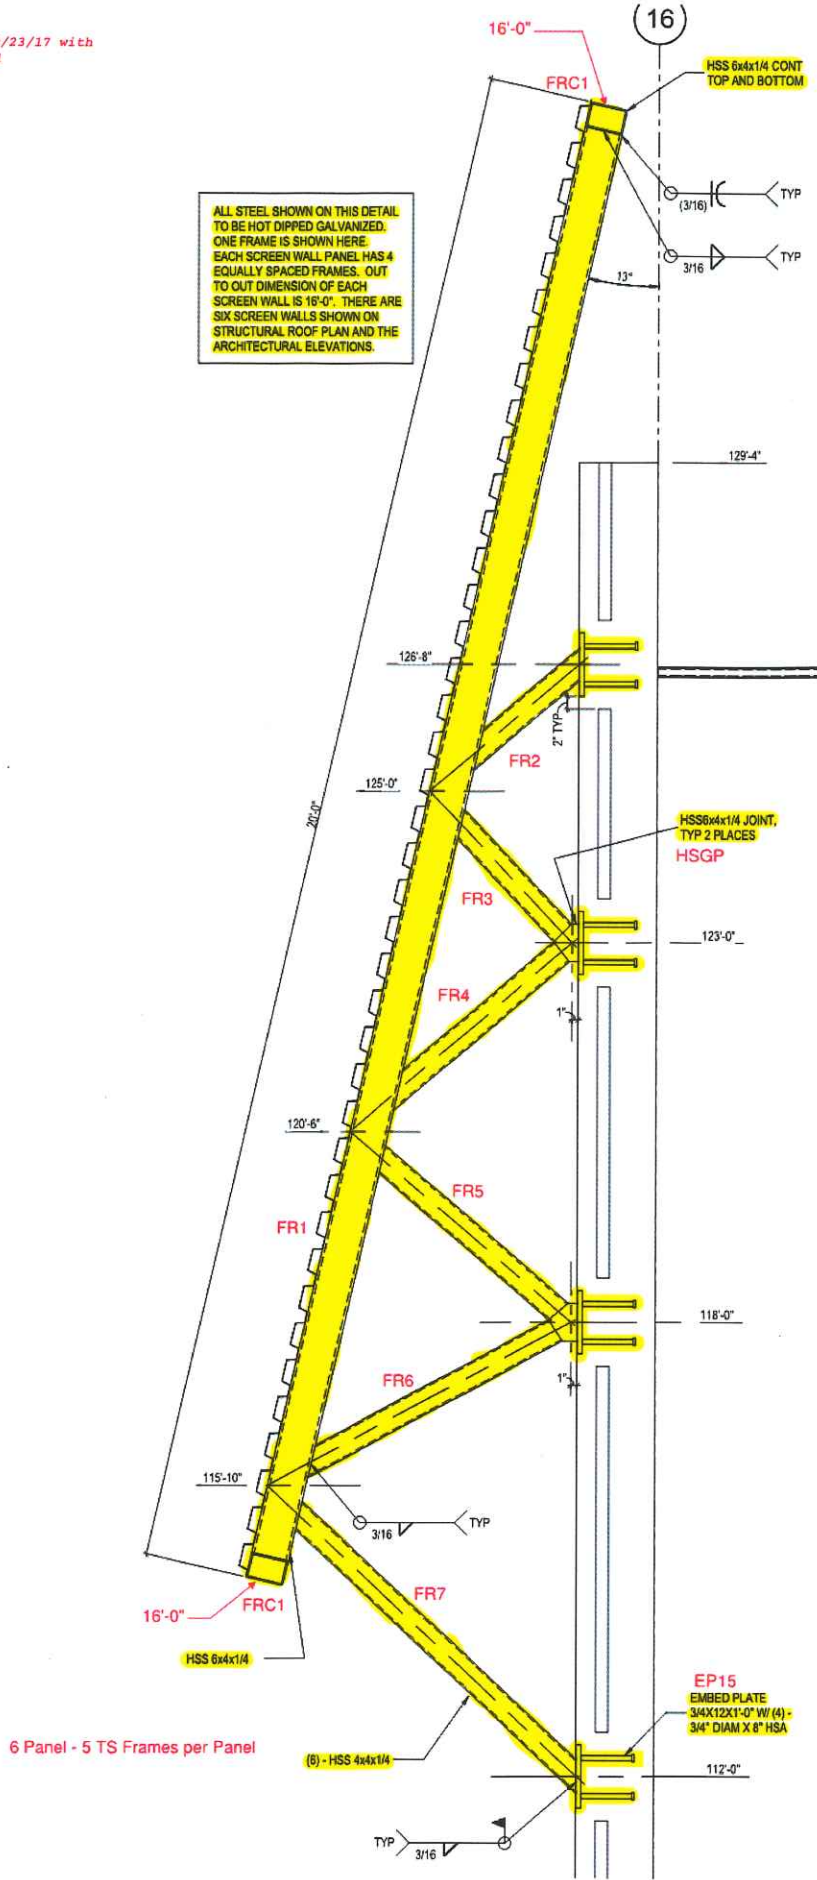 /23/17 with
16
16'-0"
FRC1
HSS 6x4x1/4 CONT
TOP AND BOTTOM
(3/16)
TYP
3/16
TYP
13°
ALL STEEL SHOWN ON THIS DETAIL
TO BE HOT DIPPED GALVANIZED.
ONE FRAME IS SHOWN HERE.
EACH SCREEN WALL PANEL HAS 4
EQUALLY SPACED FRAMES. OUT
TO OUT DIMENSION OF EACH
SCREEN WALL IS 16'-0". THERE ARE
SIX SCREEN WALLS SHOWN ON
STRUCTURAL ROOF PLAN AND THE
ARCHITECTURAL ELEVATIONS.
129'-4"
126'-8"
2" TYP
FR2
125'-0"
20'-0"
HSS6x4x1/4 JOINT,
TYP 2 PLACES
HSGP
FR3
123'-0"
FR4
1"
120'-6"
FR5
FR1
118'-0"
FR6
1"
115'-10"
3/16
TYP
FR7
16'-0"
FRC1
HSS 6x4x1/4
EP15
EMBED PLATE
3/4X12X1'-0" W/ (4) -
3/4" DIAM X 8" HSA
6 Panel - 5 TS Frames per Panel
(6) - HSS 4x4x1/4
112'-0"
TYP
3/16